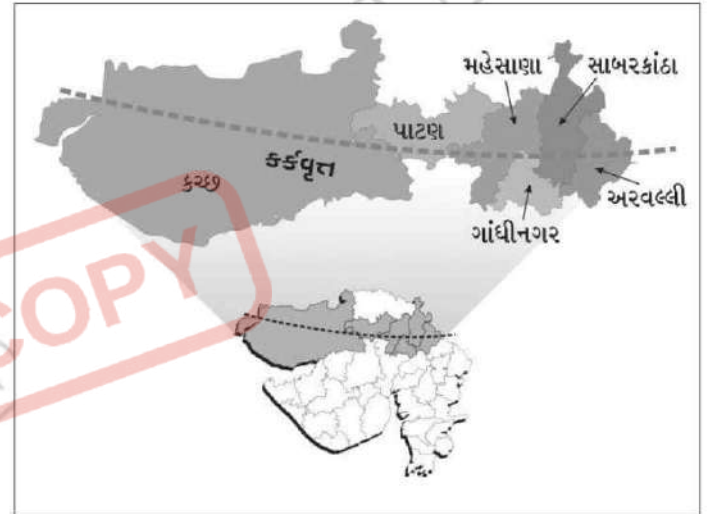 મહેસાણા
સાબરકાંઠા
પાટણ
કર્કવૃત્ત
કચ્છ
અરવલ્લી
ગાંધીનગર
COPY